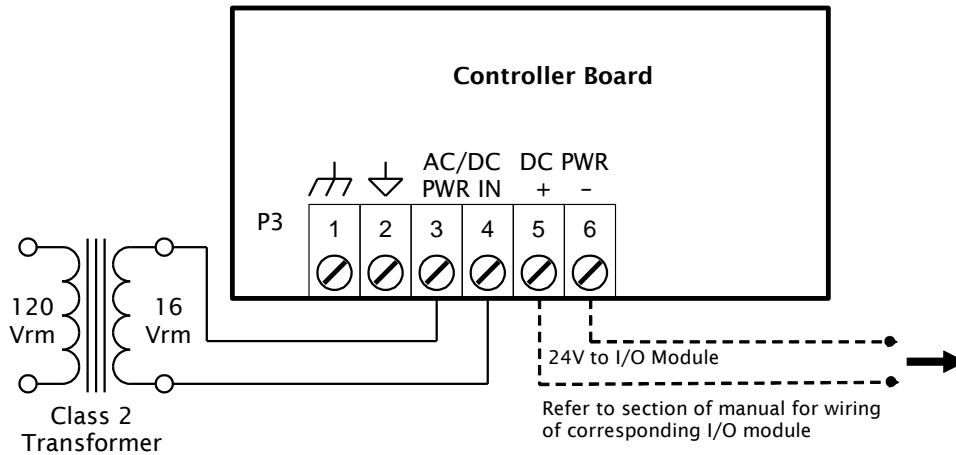 Controller Board
AC/DC DC PWR
PWR IN + –
P3 1 2 3 4 5 6
120
Vrm
16
Vrm
24V to I/O Module
Class 2
Transformer
Refer to section of manual for wiring
of corresponding I/O module